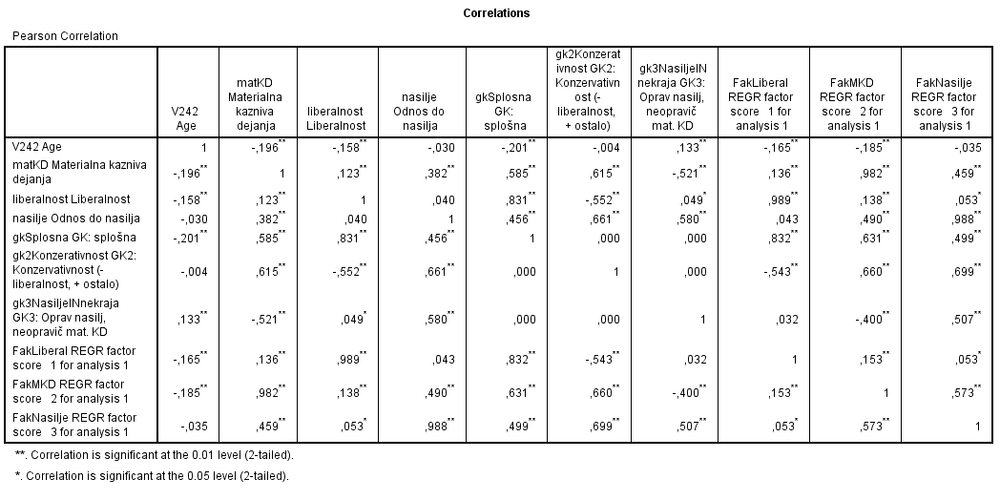 Correlations
Pearson Correlation
V242 Age
matKD Materialna kazniva dejanja
liberalnost Liberalnost
nasilje Odnos do nasilja
gkSplosna GK: splošna
gk2Konzerativnost GK2: Konzervativnost (-liberalnost, + ostalo)
gk3NasiljeINnekraja GK3: Oprav nasilj, neopravič mat. KD
FakLiberal REGR factor score 1 for analysis 1
FakMKD REGR factor score 2 for analysis 1
FakNasilje REGR factor score 3 for analysis 1
V242 Age 1 -,196** -,158** -,030 -,201** -,004 ,133** -,165** -,185** -,035
matKD Materialna kazniva dejanja -,196** 1 ,123** ,382** ,585** ,615** -,521** ,136** ,982** ,459**
liberalnost Liberalnost -,158** ,123** 1 ,040 ,831** -,552** ,049* ,989** ,138** ,053*
nasilje Odnos do nasilja -,030 ,382** ,040 1 ,456** ,661** ,580** ,043 ,490** ,988**
gkSplosna GK: splošna -,201** ,585** ,831** ,456** 1 ,000 ,000 ,832** ,631** ,499**
gk2Konzerativnost GK2: Konzervativnost (-liberalnost, + ostalo) -,004 ,615** -,552** ,661** ,000 1 ,000 -,543** ,660** ,699**
gk3NasiljeINnekraja GK3: Oprav nasilj, neopravič mat. KD ,133** -,521** ,049* ,580** ,000 ,000 1 ,032 -,400** ,507**
FakLiberal REGR factor score 1 for analysis 1 -,165** ,136** ,989** ,043 ,832** -,543** ,032 1 ,153** ,053*
FakMKD REGR factor score 2 for analysis 1 -,185** ,982** ,138** ,490** ,631** ,660** -,400** ,153** 1 ,573**
FakNasilje REGR factor score 3 for analysis 1 -,035 ,459** ,053* ,988** ,499** ,699** ,507** ,053* ,573** 1
**. Correlation is significant at the 0.01 level (2-tailed).
*. Correlation is significant at the 0.05 level (2-tailed).